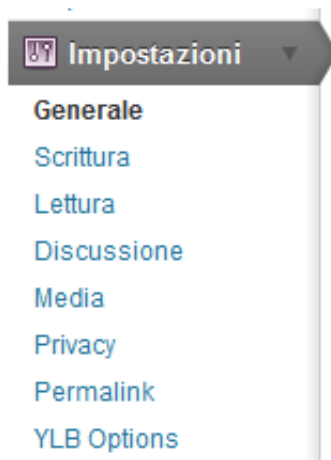 Impostazioni
Generale
Scrittura
Lettura
Discussione
Media
Privacy
Permalink
YLB Options